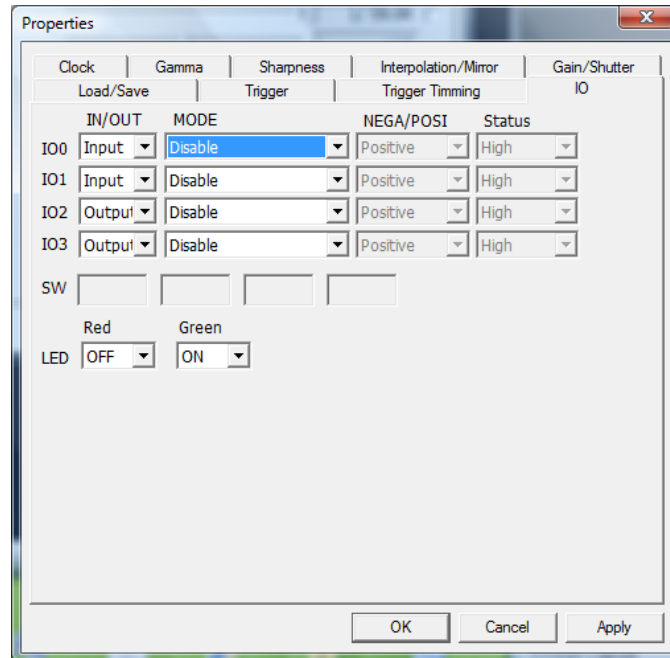 Properties
Clock Gamma Sharpness Interpolation/Mirror Gain/Shutter
Load/Save Trigger Trigger Timming IO
IN/OUT MODE NEGA/POSI Status
IO0 Input Disable Positive High
IO1 Input Disable Positive High
IO2 Output Disable Positive High
IO3 Output Disable Positive High
SW
Red Green
LED OFF ON
OK Cancel Apply